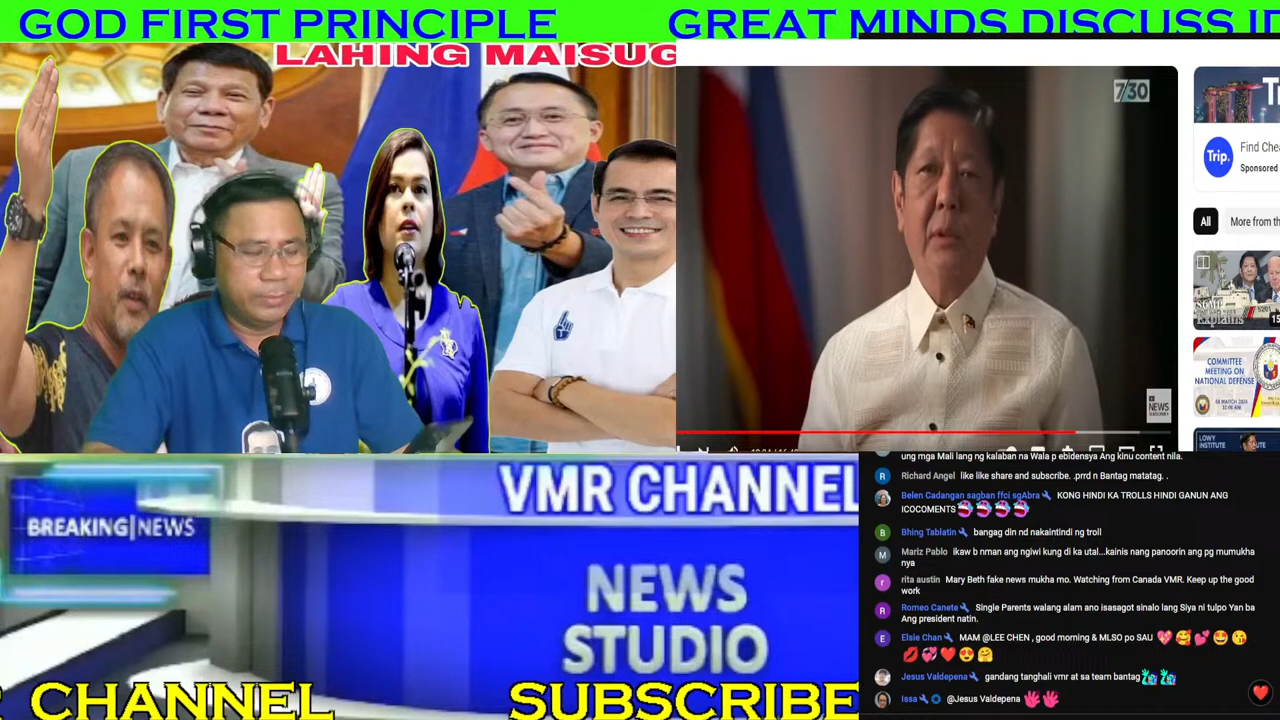 GOD FIRST PRINCIPLE
GREAT MINDS DISCUSS
LAHING MAISUG
7/30
Trip.
Sponsored
All
More from
NEWS
COMMITTEE
MEETING ON
NATIONAL DEFENSE
LOWY
INSTITUTE
ung mga Mali lang ng kalaban na Wala p ebidensya Ang kinu content nila.
Richard Angel like like share and subscribe. .prrd n Bantag matatag. .
Belen Cadangan sagban ffci sgAbra KONG HINDI KA TROLLS HINDI GANUN ANG
ICOCOMENTS
Bhing Tablatin bangag din nd nakaintindi ng troll
Mariz Pablo ikaw b nman ang ngiwi kung di ka utal...kainis nang panoorin ang pg mumukha
nya
rita austin Mary Beth fake news mukha mo. Watching from Canada VMR. Keep up the good
work
Romeo Canete Single Parents walang alam ano isasagot sinalo lang Siya ni tulpo Yan ba
Ang president natin.
Elsie Chan MAM @LEE CHEN , good morning & MLSO po SAU 💖🥰💕🤩😘
💋💞❤️😍🤗
Jesus Valdepena gandang tanghali vmr at sa team bantag
Issa @Jesus Valdepena
BREAKING|NEWS
VMR CHANNEL
NEWS
STUDIO
CHANNEL
SUBSCRIBE